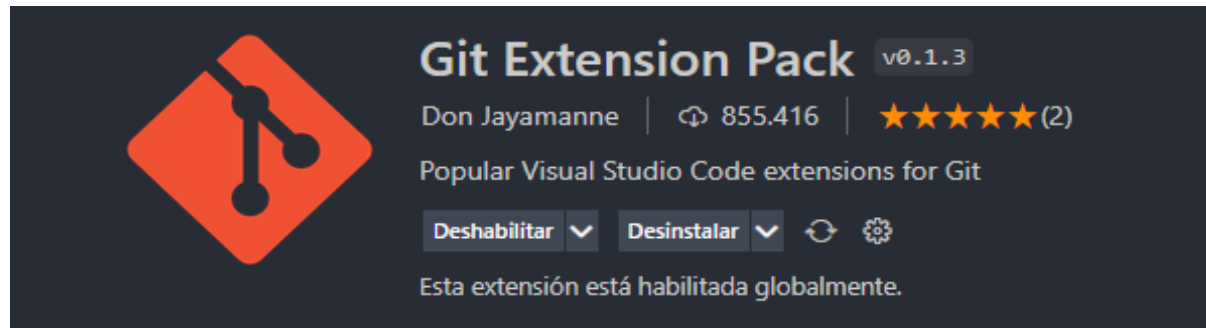 Git Extension Pack v0.1.3
Don Jayamanne 855.416 (2)
Popular Visual Studio Code extensions for Git
Deshabilitar Desinstalar
Esta extensión está habilitada globalmente.